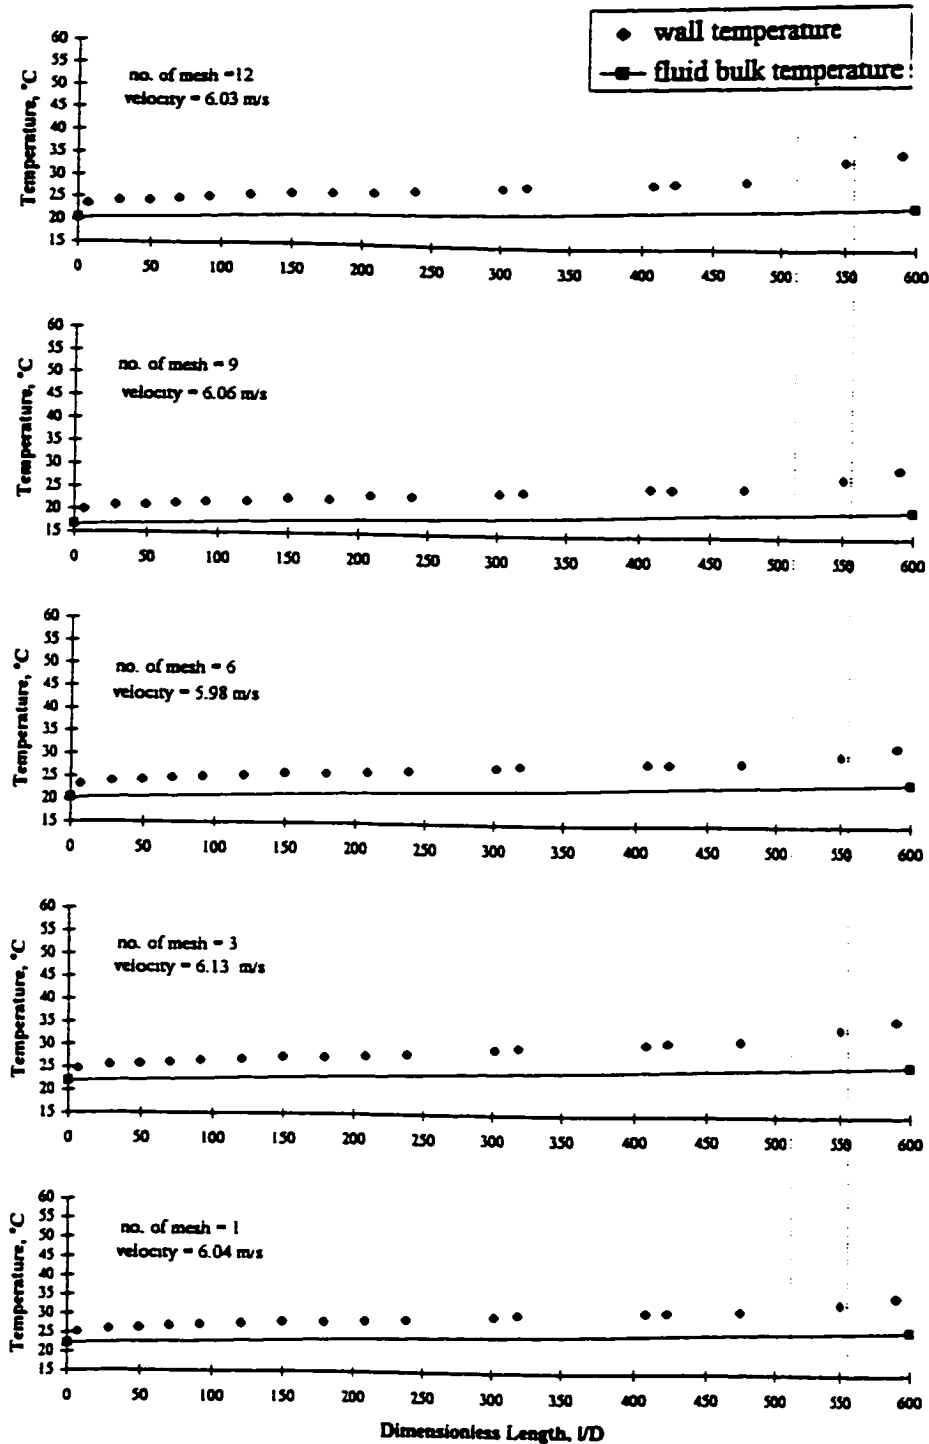 wall temperature
fluid bulk temperature
Temperature, °C
60
55
50
45
40
35
30
25
20
15
no. of mesh =12
velocity = 6.03 m/s
0 50 100 150 200 250 300 350 400 450 500 550 600
Temperature, °C
60
55
50
45
40
35
30
25
20
15
no. of mesh = 9
velocity = 6.06 m/s
0 50 100 150 200 250 300 350 400 450 500 550 600
Temperature, °C
60
55
50
45
40
35
30
25
20
15
no. of mesh = 6
velocity = 5.98 m/s
0 50 100 150 200 250 300 350 400 450 500 550 600
Temperature, °C
60
55
50
45
40
35
30
25
20
15
no. of mesh = 3
velocity = 6.13 m/s
0 50 100 150 200 250 300 350 400 450 500 550 600
Temperature, °C
60
55
50
45
40
35
30
25
20
15
no. of mesh = 1
velocity = 6.04 m/s
0 50 100 150 200 250 300 350 400 450 500 550 600
Dimensionless Length, l/D